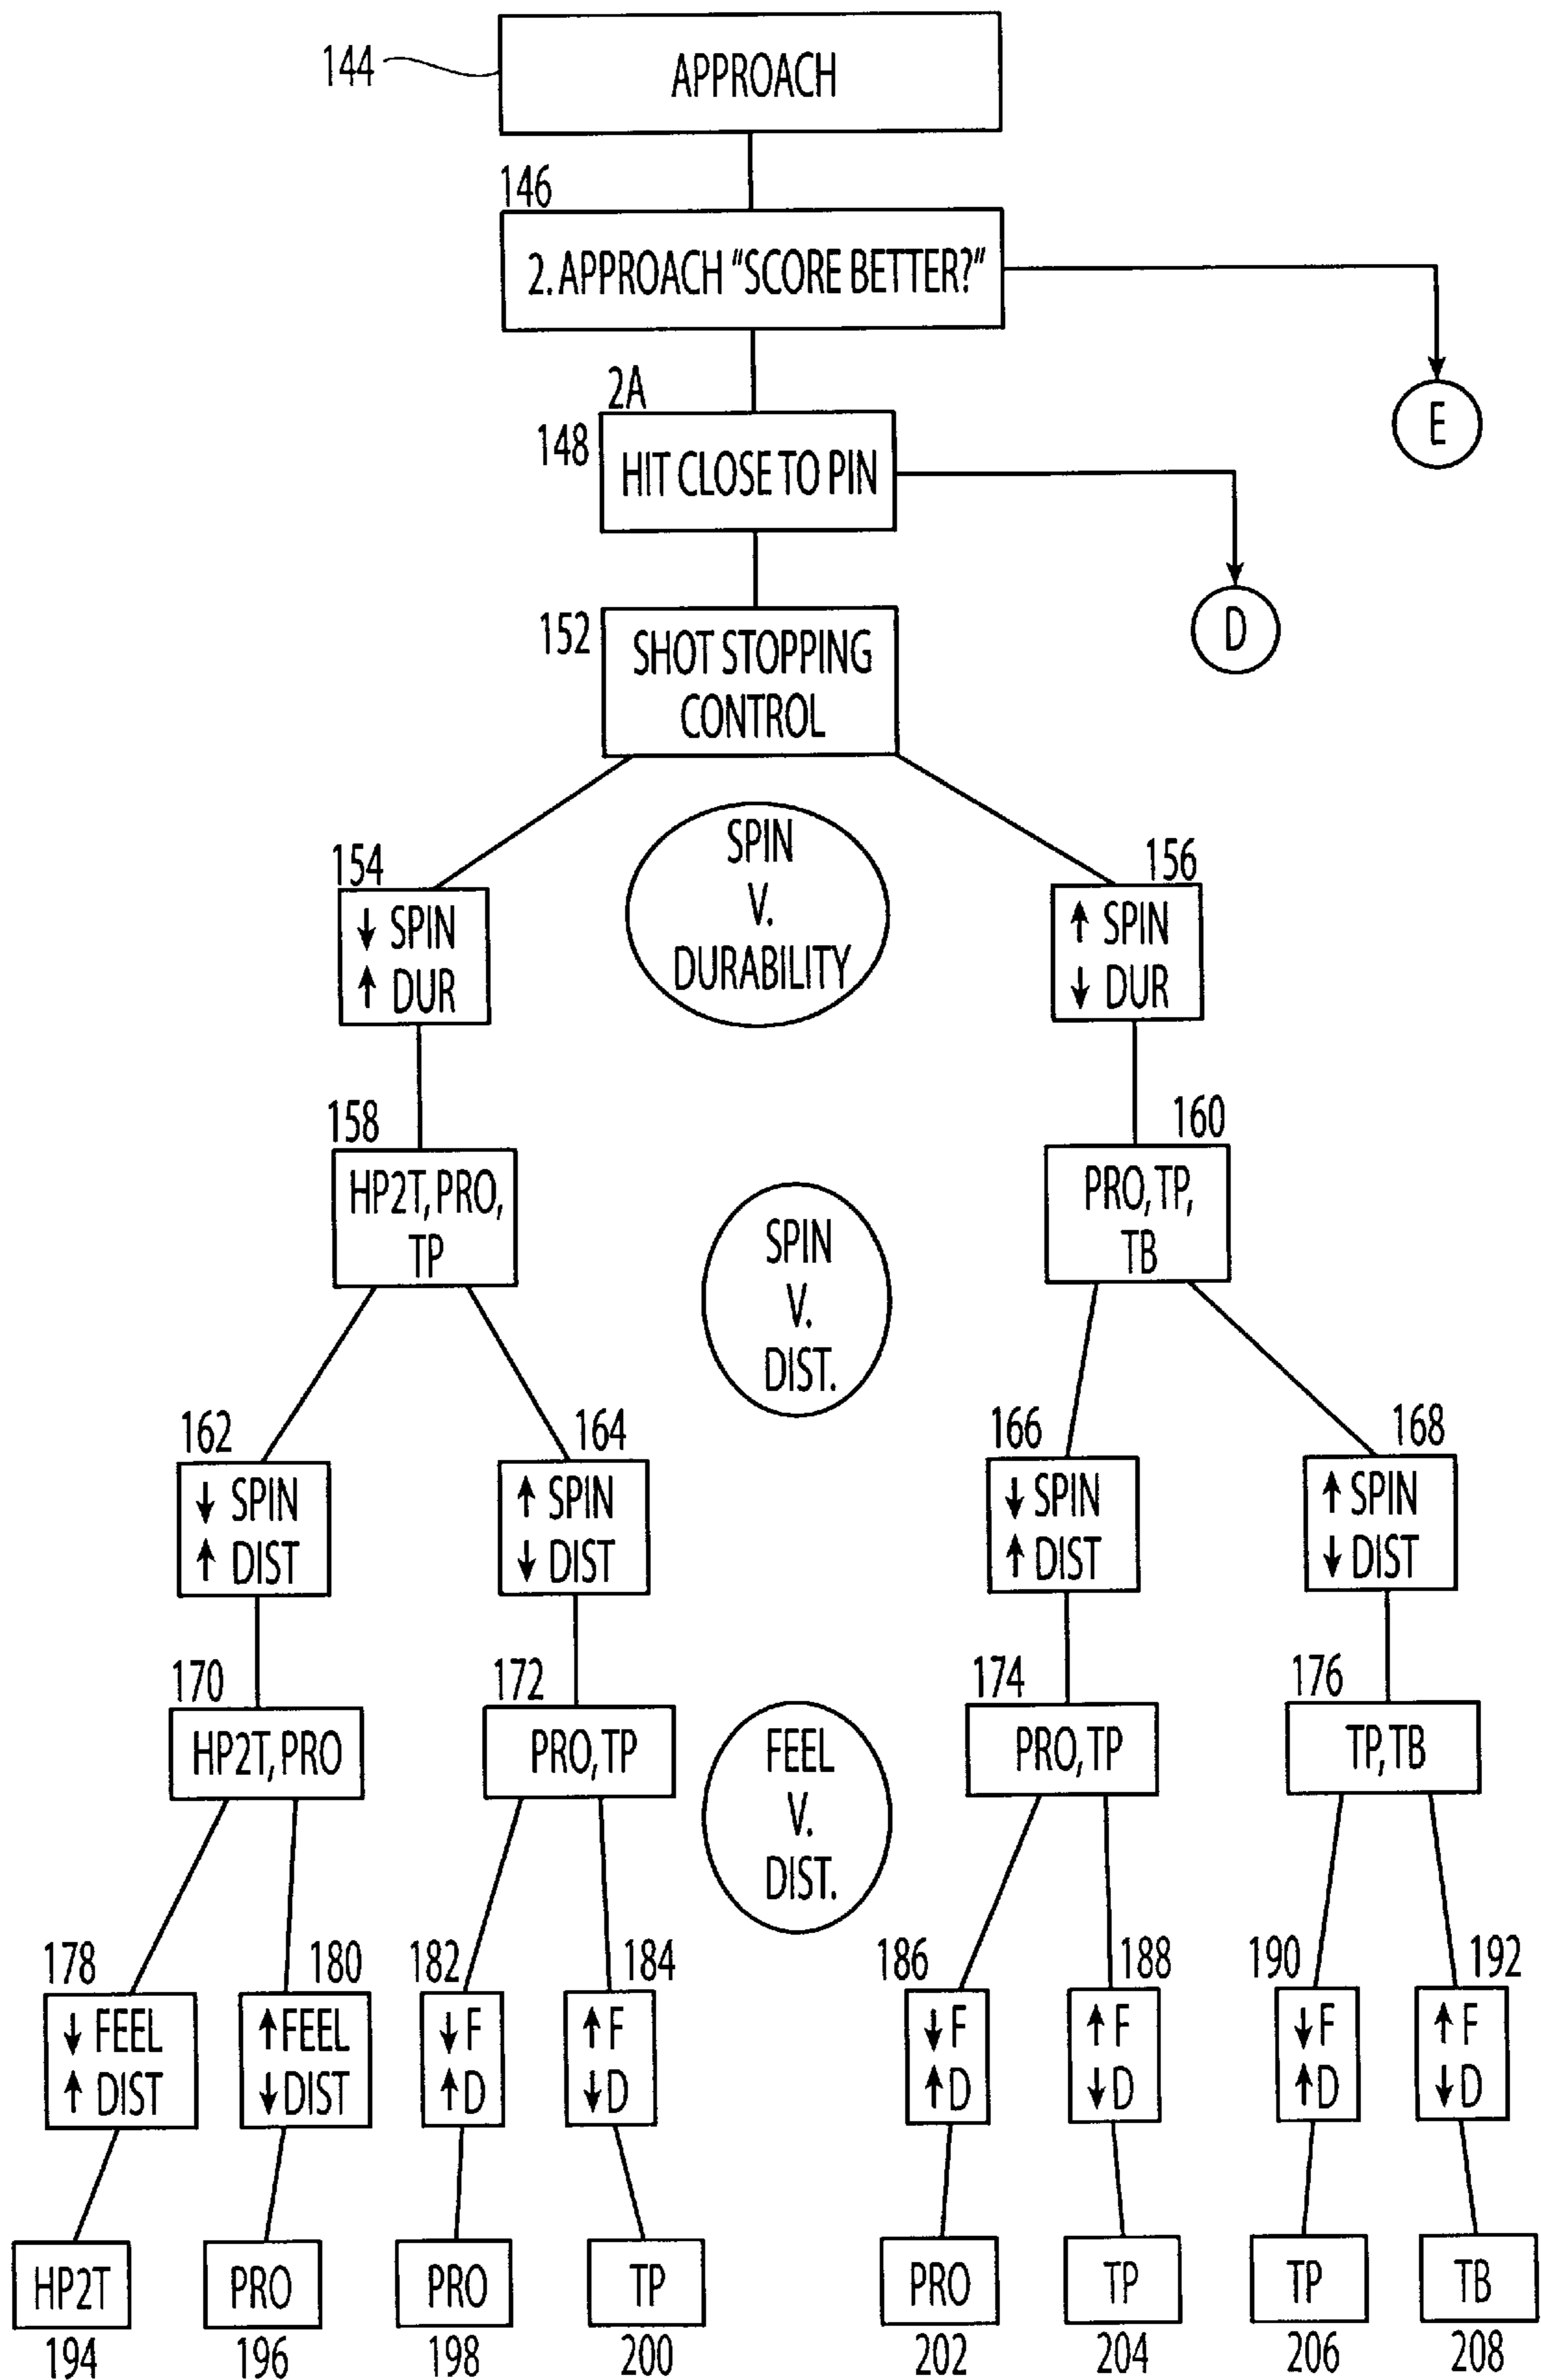 144
APPROACH
146
2. APPROACH "SCORE BETTER?"
E
2A
148
HIT CLOSE TO PIN
D
152
SHOT STOPPING
CONTROL
SPIN
V.
DURABILITY
154
↓ SPIN
↑ DUR
156
↑ SPIN
↓ DUR
158
HP2T, PRO,
TP
160
PRO, TP,
TB
SPIN
V.
DIST.
162
↓ SPIN
↑ DIST
164
↑ SPIN
↓ DIST
166
↓ SPIN
↑ DIST
168
↑ SPIN
↓ DIST
170
HP2T, PRO
172
PRO, TP
FEEL
V.
DIST.
174
PRO, TP
176
TP, TB
178
↓ FEEL
↑ DIST
180
↑ FEEL
↓ DIST
182
↓ F
↑ D
184
↑ F
↓ D
186
↓ F
↑ D
188
↑ F
↓ D
190
↓ F
↑ D
192
↑ F
↓ D
HP2T
194
PRO
196
PRO
198
TP
200
PRO
202
TP
204
TP
206
TB
208